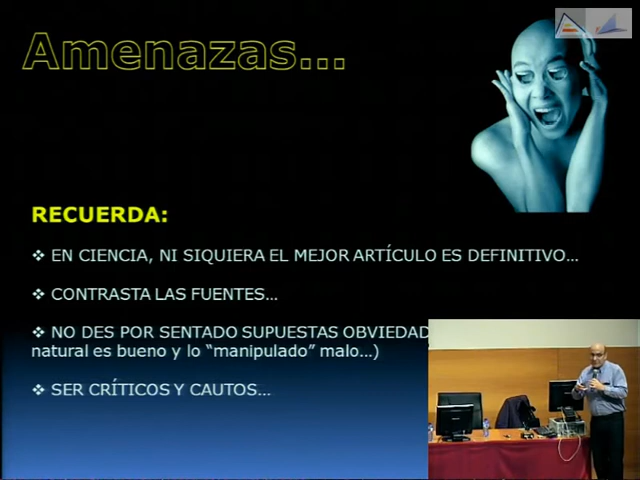 Amenazas...
RECUERDA:
❖ EN CIENCIA, NI SIQUIERA EL MEJOR ARTÍCULO ES DEFINITIVO...
❖ CONTRASTA LAS FUENTES...
❖ NO DES POR SENTADO SUPUESTAS
natural es bueno y lo “manipulado” malo...)
❖ SER CRÍTICOS Y CAUTOS...